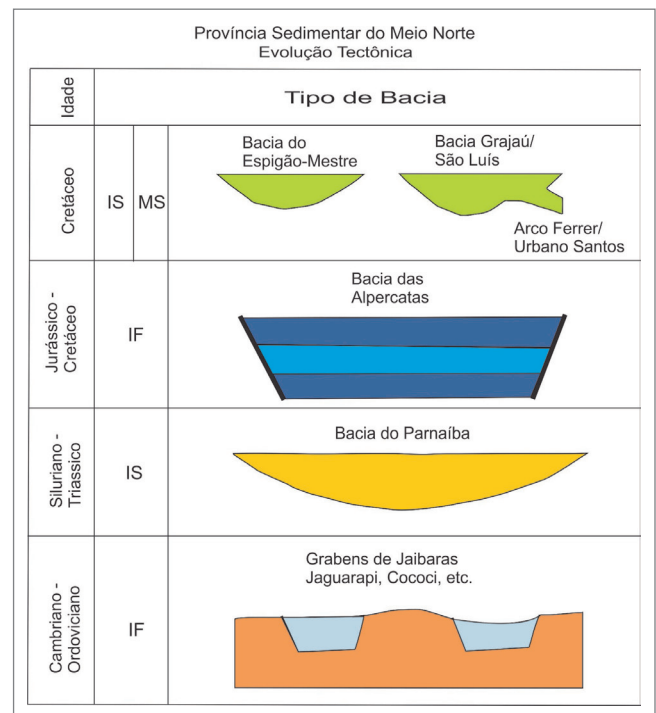 Província Sedimentar do Meio Norte
Evolução Tectônica
Idade
Tipo de Bacia
Cretáceo
IS
MS
Bacia do
Espigão-Mestre
Bacia Grajaú/
São Luís
Arco Ferrer/
Urbano Santos
Jurássico -
Cretáceo
IF
Bacia das
Alpercatas
Siluriano -
Triassico
IS
Bacia do Parnaíba
Cambriano -
Ordoviciano
IF
Grabens de Jaibaras
Jaguarapi, Cococi, etc.